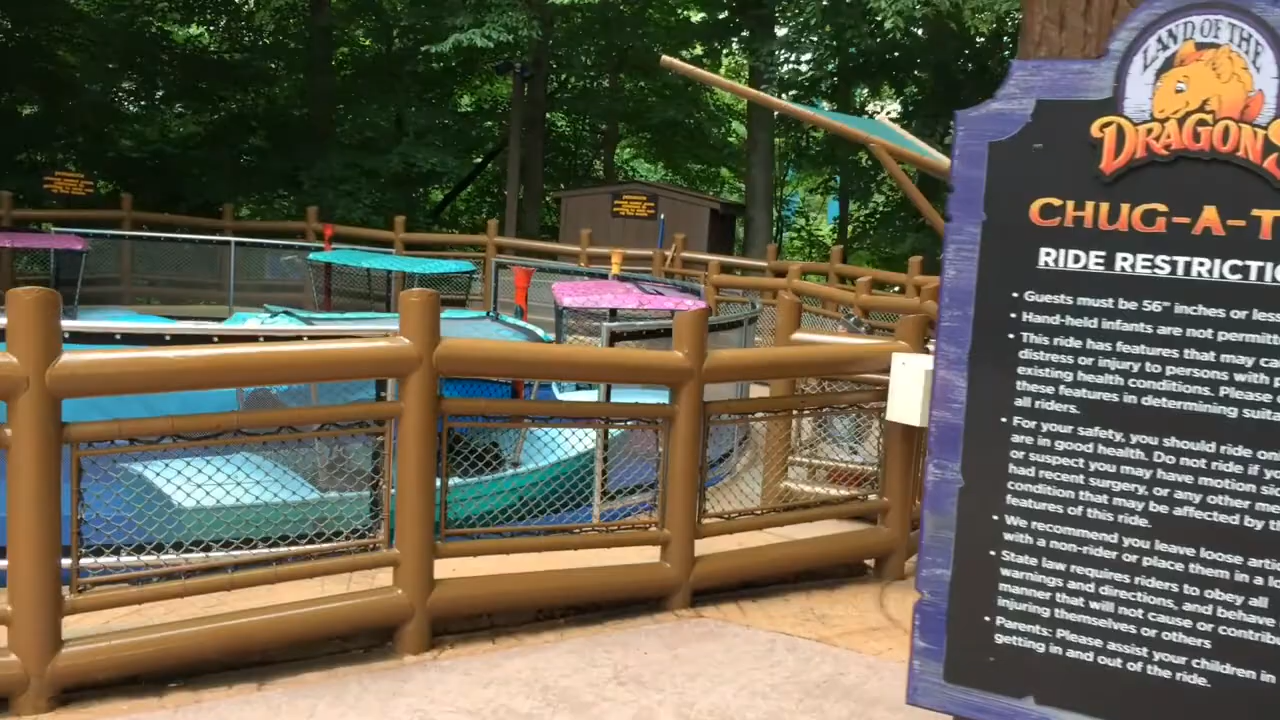 LAND OF THE
DRAGONS
CHUG-A-T
RIDE RESTRICTIO
• Guests must be 56" inches or less
• Hand-held infants are not permitt
• This ride has features that may ca
distress or injury to persons with p
existing health conditions. Please
these features in determining suita
all riders.
• For your safety, you should ride onl
are in good health. Do not ride if yo
or suspect you may have motion si
had recent surgery, or any other me
condition that may be affected by th
features of this ride.
• We recommend you leave loose artic
with a non-rider or place them in a lo
• State law requires riders to obey all
warnings and directions, and behave
manner that will not cause or contrib
injuring themselves or others
• Parents: Please assist your children in
getting in and out of the ride.